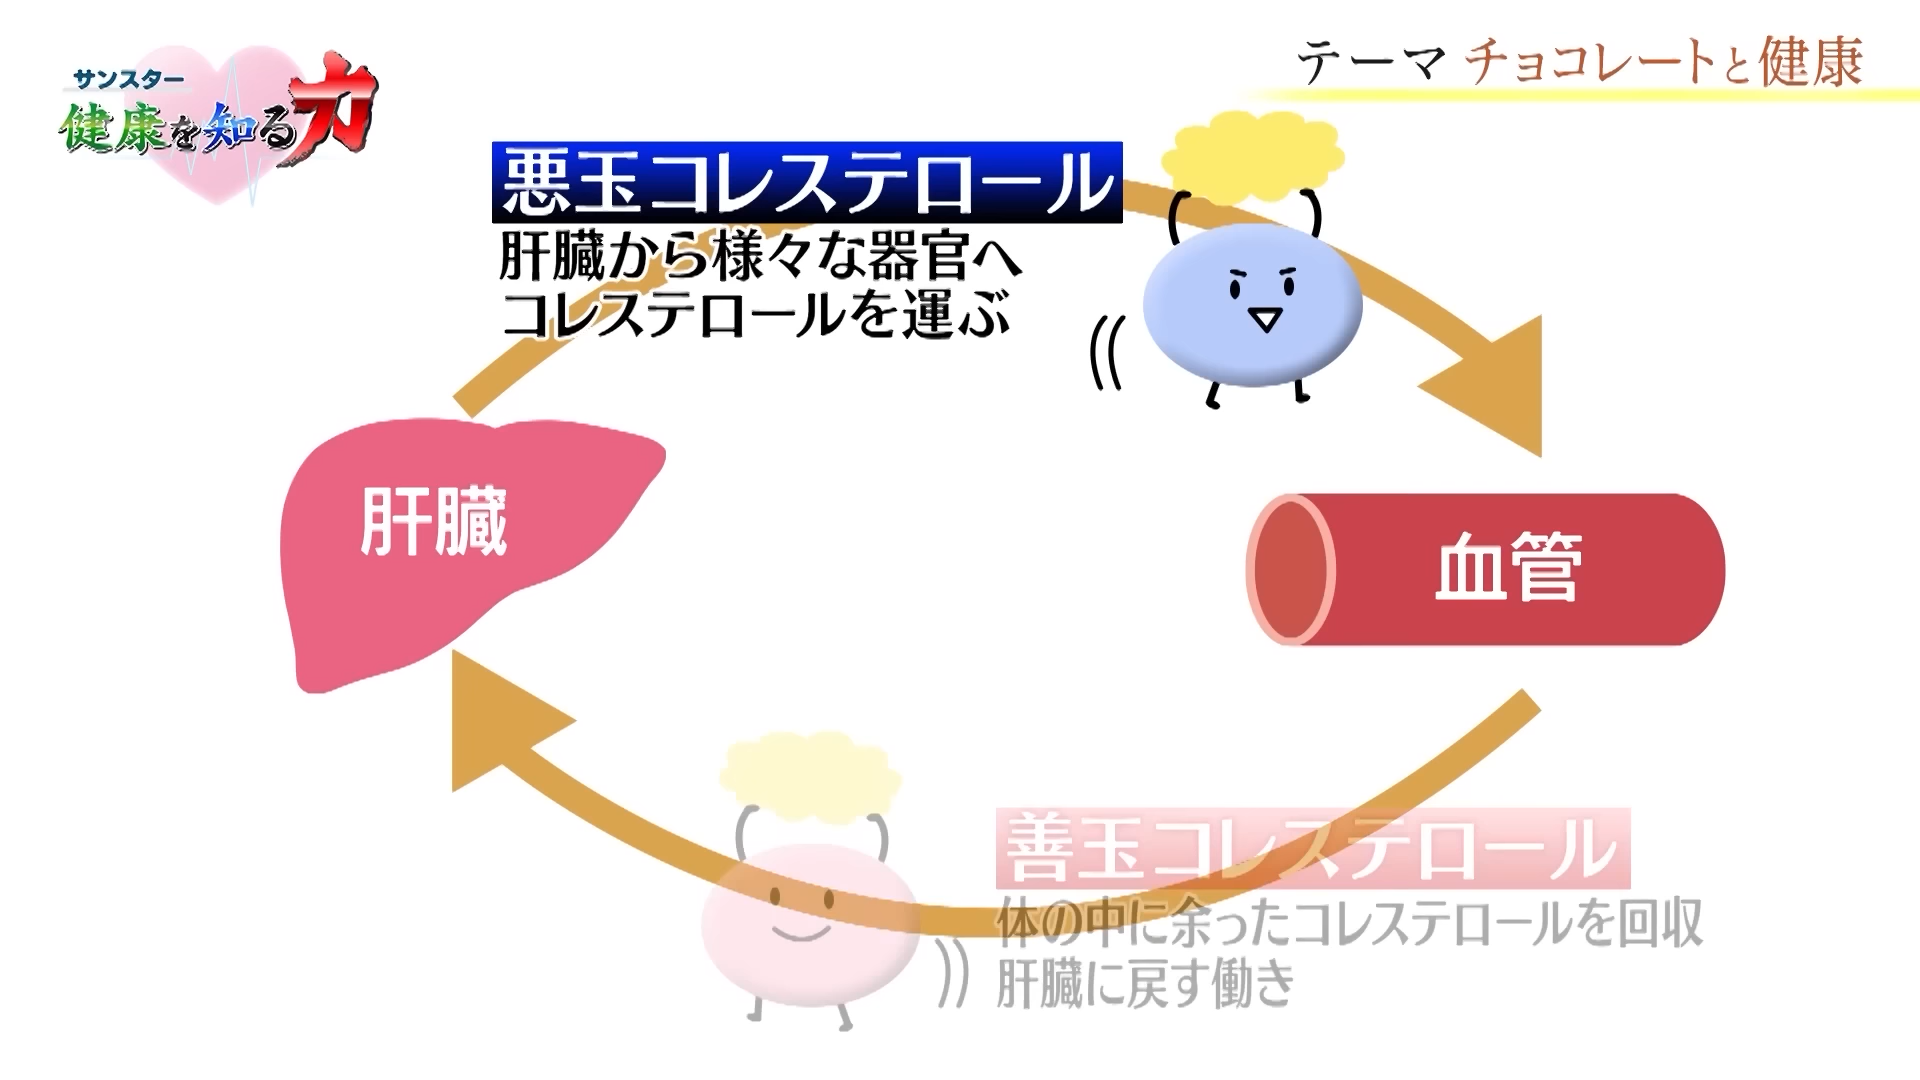 サンスター
健康を知る力
テーマ チョコレートと健康
悪玉コレステロール
肝臓から様々な器官へ
コレステロールを運ぶ
肝臓
血管
善玉コレステロール
体の中に余ったコレステロールを回収
肝臓に戻す働き